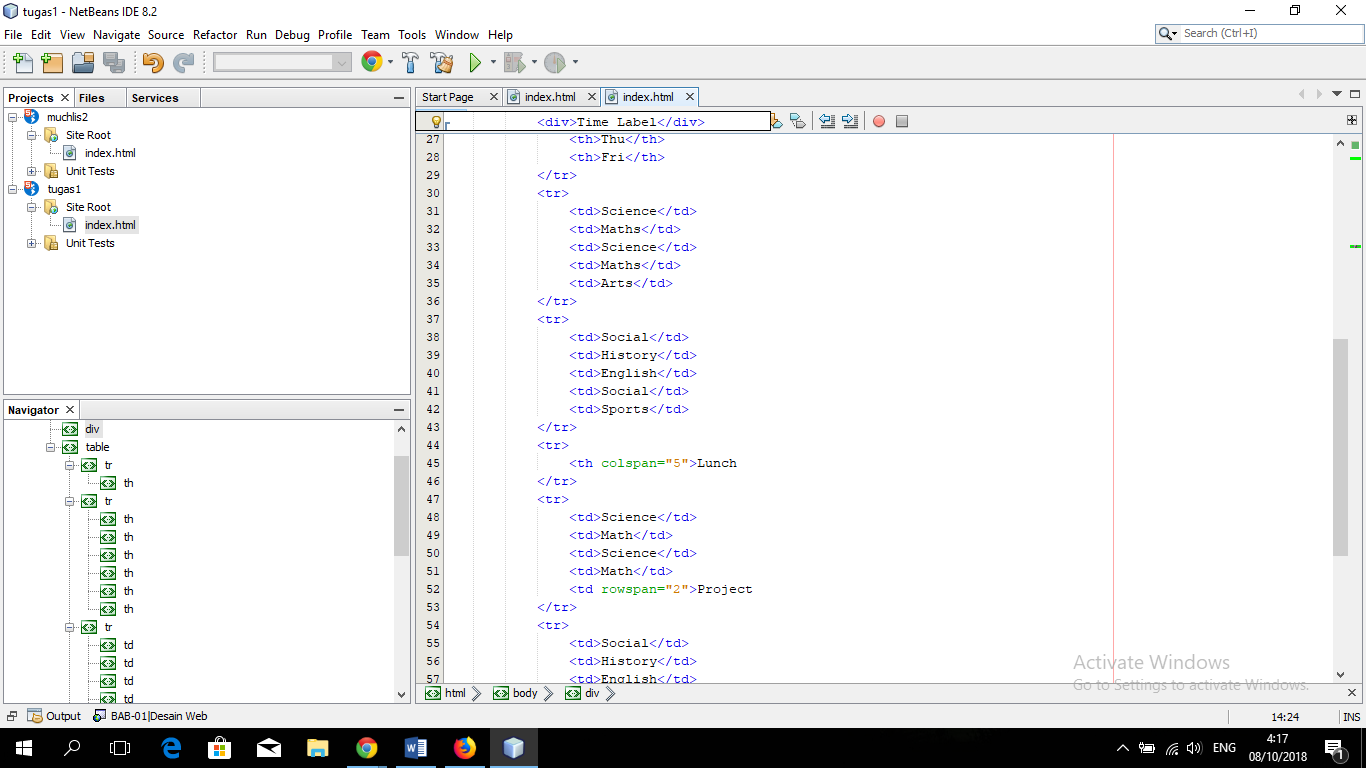 tugas1 - NetBeans IDE 8.2
File Edit View Navigate Source Refactor Run Debug Profile Team Tools Window Help
Search (Ctrl+I)
Projects Files Services
muchlis2
Site Root
index.html
Unit Tests
tugas1
Site Root
index.html
Unit Tests
Navigator
div
table
tr
th
tr
th
th
th
th
th
th
tr
td
td
td
td
Start Page index.html index.html
<div>Time Label</div>
27 <th>Thu</th>
28 <th>Fri</th>
29 </tr>
30 <tr>
31 <td>Science</td>
32 <td>Maths</td>
33 <td>Science</td>
34 <td>Maths</td>
35 <td>Arts</td>
36 </tr>
37 <tr>
38 <td>Social</td>
39 <td>History</td>
40 <td>English</td>
41 <td>Social</td>
42 <td>Sports</td>
43 </tr>
44 <tr>
45 <th colspan="5">Lunch
46 </tr>
47 <tr>
48 <td>Science</td>
49 <td>Math</td>
50 <td>Science</td>
51 <td>Math</td>
52 <td rowspan="2">Project
53 </tr>
54 <tr>
55 <td>Social</td>
56 <td>History</td>
57 <td>English</td>
html body div
Activate Windows
Go to Settings to activate Windows.
Output BAB-01|Desain Web
14:24 INS
ENG
4:17
08/10/2018
1